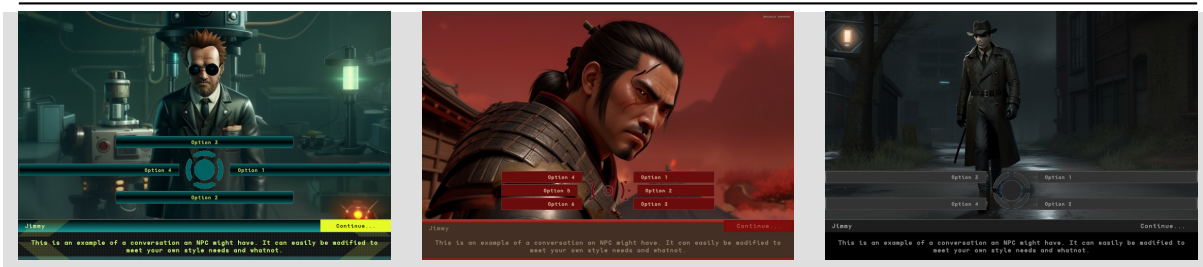 Option 3
Option 4
Option 1
Option 2
Jimmy
Continue...
This is an example of a conversation an NPC might have. It can easily be modified to
meet your own style needs and whatnot.
Option 4
Option 1
Option 5
Option 2
Option 6
Option 3
Jimmy
Continue...
This is an example of a conversation an NPC might have. It can easily be modified to
meet your own style needs and whatnot.
Option 3
Option 1
Option 4
Option 2
Jimmy
Continue...
This is an example of a conversation an NPC might have. It can easily be modified to
meet your own style needs and whatnot.